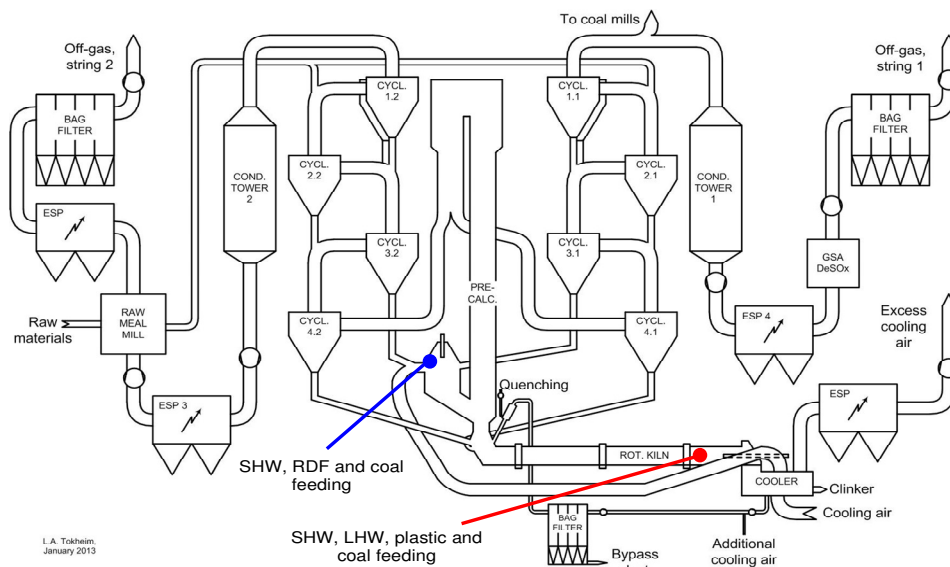 To coal mills
Off-gas,
string 2
Off-gas,
string 1
BAG
FILTER
BAG
FILTER
CYCL.
1.2
CYCL.
1.1
COND.
TOWER
2
COND.
TOWER
1
CYCL.
2.2
CYCL.
2.1
ESP
CYCL.
3.2
CYCL.
3.1
GSA
DeSOx
PRE-
CALC.
RAW
MEAL
MILL
Raw
materials
CYCL.
4.2
CYCL.
4.1
ESP 4
Excess
cooling
air
Quenching
ESP 3
ESP
SHW, RDF and coal
feeding
ROT. KILN
COOLER
Clinker
Cooling air
SHW, LHW, plastic and
coal feeding
BAG
FILTER
Bypass
Additional
cooling air
L.A. Tokheim,
January 2013